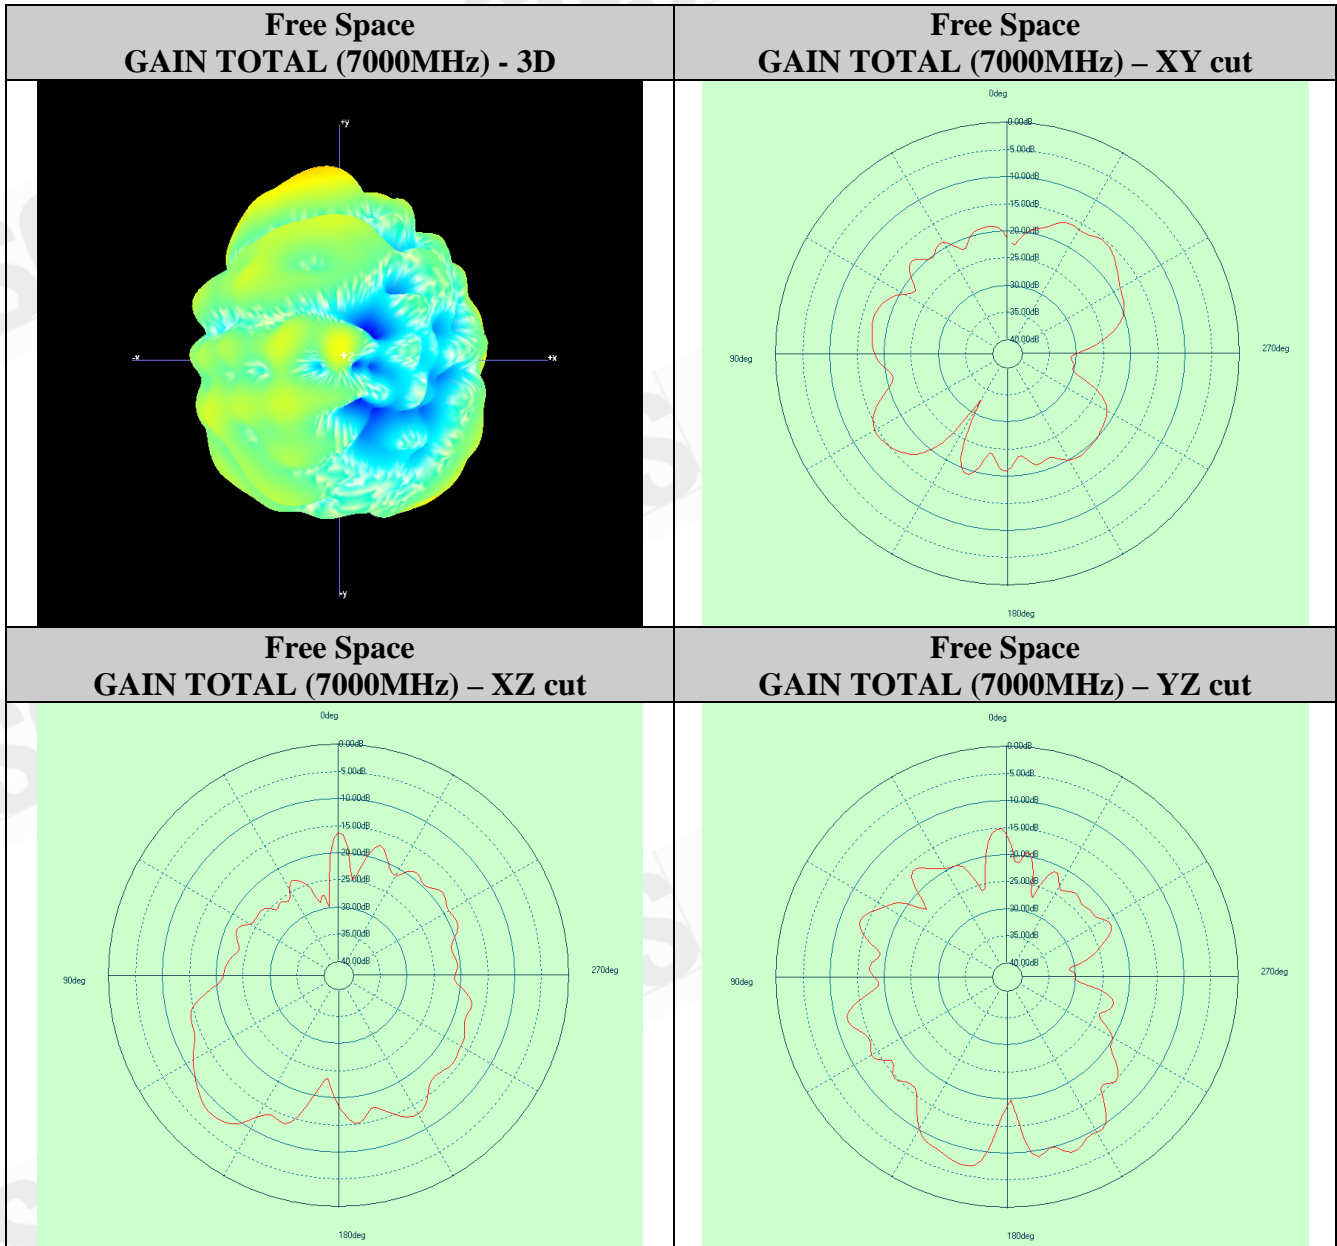 Free Space
GAIN TOTAL (7000MHz) - 3D
+y
-x
+Z
+x
-y
Free Space
GAIN TOTAL (7000MHz) – XY cut
0deg
0.00dB
-5.00dB
-10.00dB
-15.00dB
-20.00dB
-25.00dB
-30.00dB
-35.00dB
-40.00dB
90deg
270deg
180deg
Free Space
GAIN TOTAL (7000MHz) – XZ cut
0deg
0.00dB
-5.00dB
-10.00dB
-15.00dB
-20.00dB
-25.00dB
-30.00dB
-35.00dB
-40.00dB
90deg
270deg
180deg
Free Space
GAIN TOTAL (7000MHz) – YZ cut
0deg
0.00dB
-5.00dB
-10.00dB
-15.00dB
-20.00dB
-25.00dB
-30.00dB
-35.00dB
-40.00dB
90deg
270deg
180deg